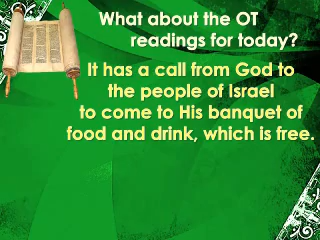 What about the OT
readings for today?
It has a call from God to
the people of Israel
to come to His banquet of
food and drink, which is free.